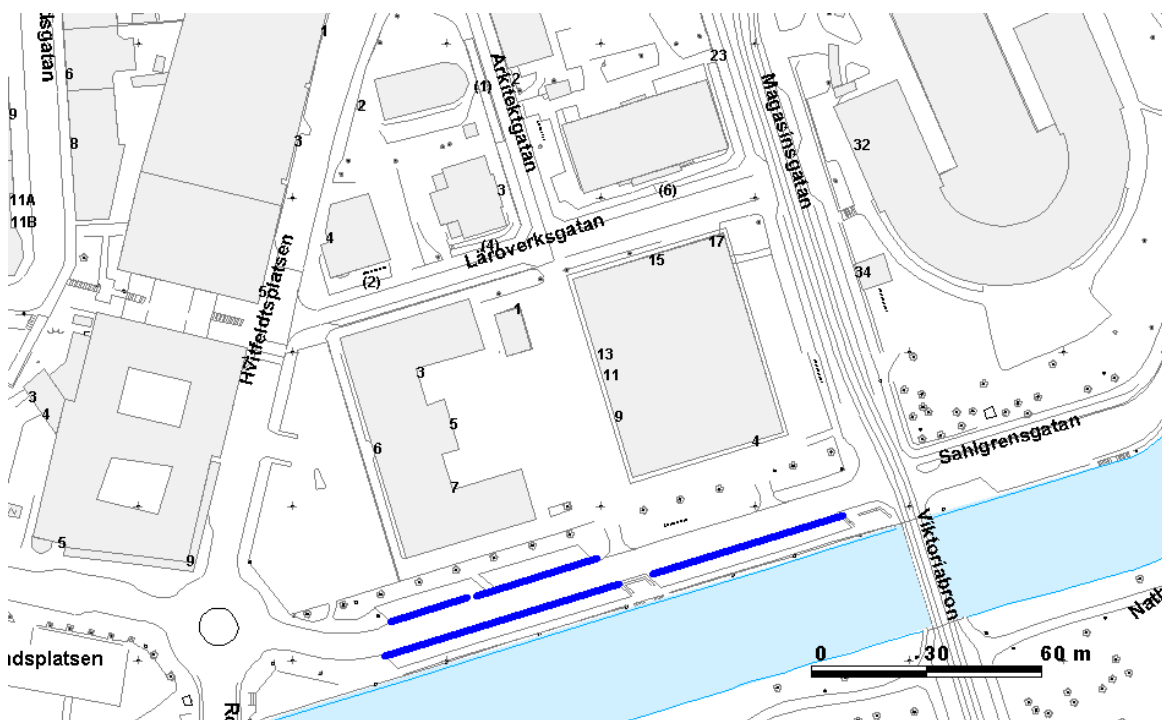 dsgatan
1
Arkitektgatan
2
23
Magasinsgatan
6
9
8
2
(1)
3
32
11A
11B
3
(6)
4
(4)
Läroverksgatan
17
15
(2)
34
5
Hvitfeldtsplatsen
1
7
13
3
11
3
4
9
5
4
6
Sahlgrensgatan
7
5
9
Viktoriabron
Nath
dsplatsen
0 30 60 m